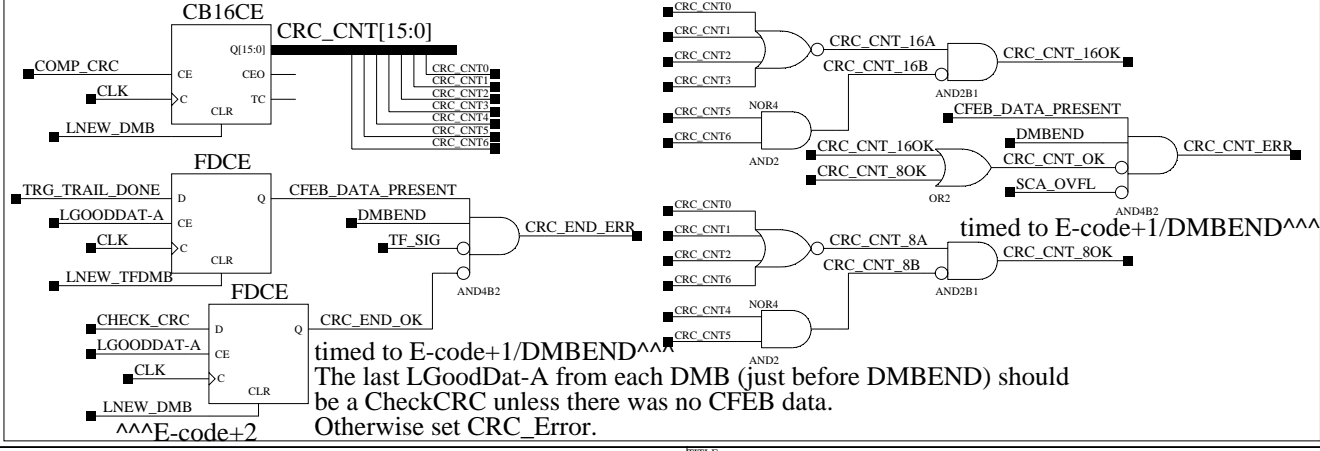 CB16CE
CRC_CNT[15:0]
Q[15:0]
COMP_CRC
CE
CEO
CLK
C
TC
CLR
LNEW_DMB
CRC_CNT0
CRC_CNT1
CRC_CNT2
CRC_CNT3
CRC_CNT4
CRC_CNT5
CRC_CNT6
FDCE
TRG_TRAIL_DONE
D
Q
CFEB_DATA_PRESENT
LGOODDAT-A
CE
CLK
C
CLR
LNEW_TFDMB
DMBEND
TF_SIG
CRC_END_ERR
AND4B2
FDCE
CHECK_CRC
D
Q
CRC_END_OK
LGOODDAT-A
CE
CLK
C
CLR
LNEW_DMB
^^^E-code+2
timed to E-code+1/DMBEND^^^
The last LGoodDat-A from each DMB (just before DMBEND) should
be a CheckCRC unless there was no CFEB data.
Otherwise set CRC_Error.
CRC_CNT0
CRC_CNT1
CRC_CNT2
CRC_CNT3
CRC_CNT_16A
CRC_CNT_16B
CRC_CNT_16OK
AND2B1
CRC_CNT5
NOR4
CRC_CNT6
AND2
CFEB_DATA_PRESENT
DMBEND
CRC_CNT_16OK
CRC_CNT_8OK
CRC_CNT_OK
OR2
SCA_OVFL
CRC_CNT_ERR
AND4B2
timed to E-code+1/DMBEND^^^
CRC_CNT0
CRC_CNT1
CRC_CNT2
CRC_CNT6
CRC_CNT_8A
CRC_CNT_8B
CRC_CNT_8OK
AND2B1
CRC_CNT4
NOR4
CRC_CNT5
AND2